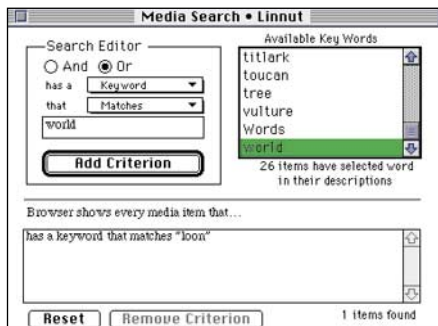 Media Search • Linnut
Search Editor
And Or
has a Keyword
that Matches
world
Add Criterion
Available Key Words
titlark
toucan
tree
vulture
Words
world
26 items have selected word
in their descriptions
Browser shows every media item that...
has a keyword that matches "loon"
Reset Remove Criterion 1 items found